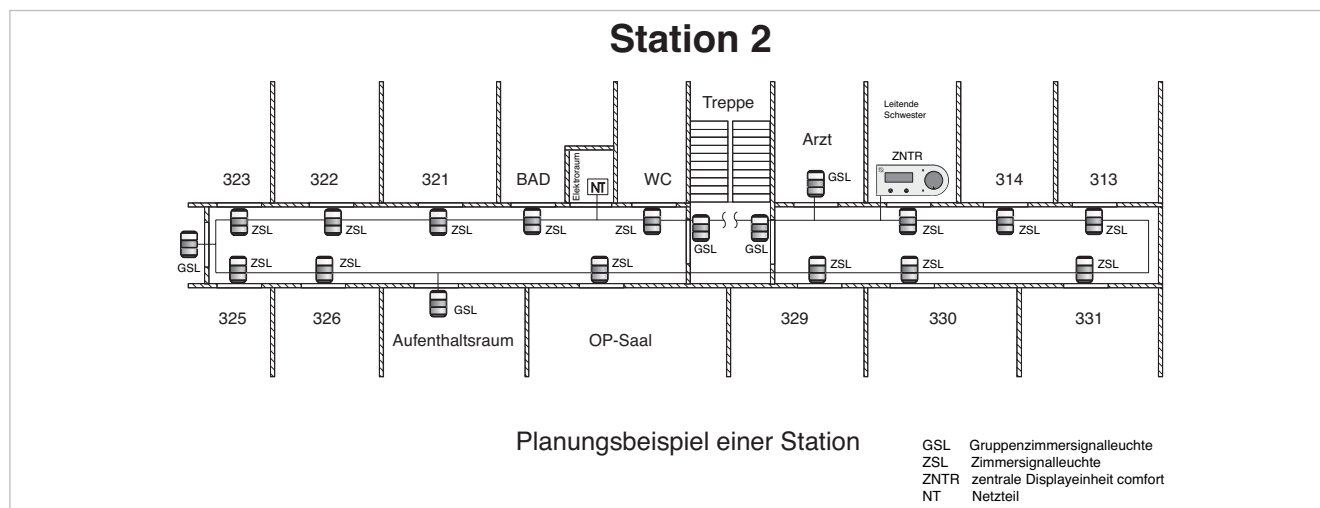 Station 2
Treppe
Leitende
Schwester
Arzt
ZNTR
323
322
321
BAD
Elektroraum
NT
WC
GSL
314
313
ZSL
ZSL
ZSL
ZSL
ZSL
GSL
GSL
ZSL
ZSL
ZSL
GSL
ZSL
ZSL
ZSL
ZSL
ZSL
ZSL
325
326
GSL
329
330
331
Aufenthaltsraum
OP-Saal
Planungsbeispiel einer Station
GSL Gruppenzimmersignalleuchte
ZSL Zimmersignalleuchte
ZNTR zentrale Displayeinheit comfort
NT Netzteil